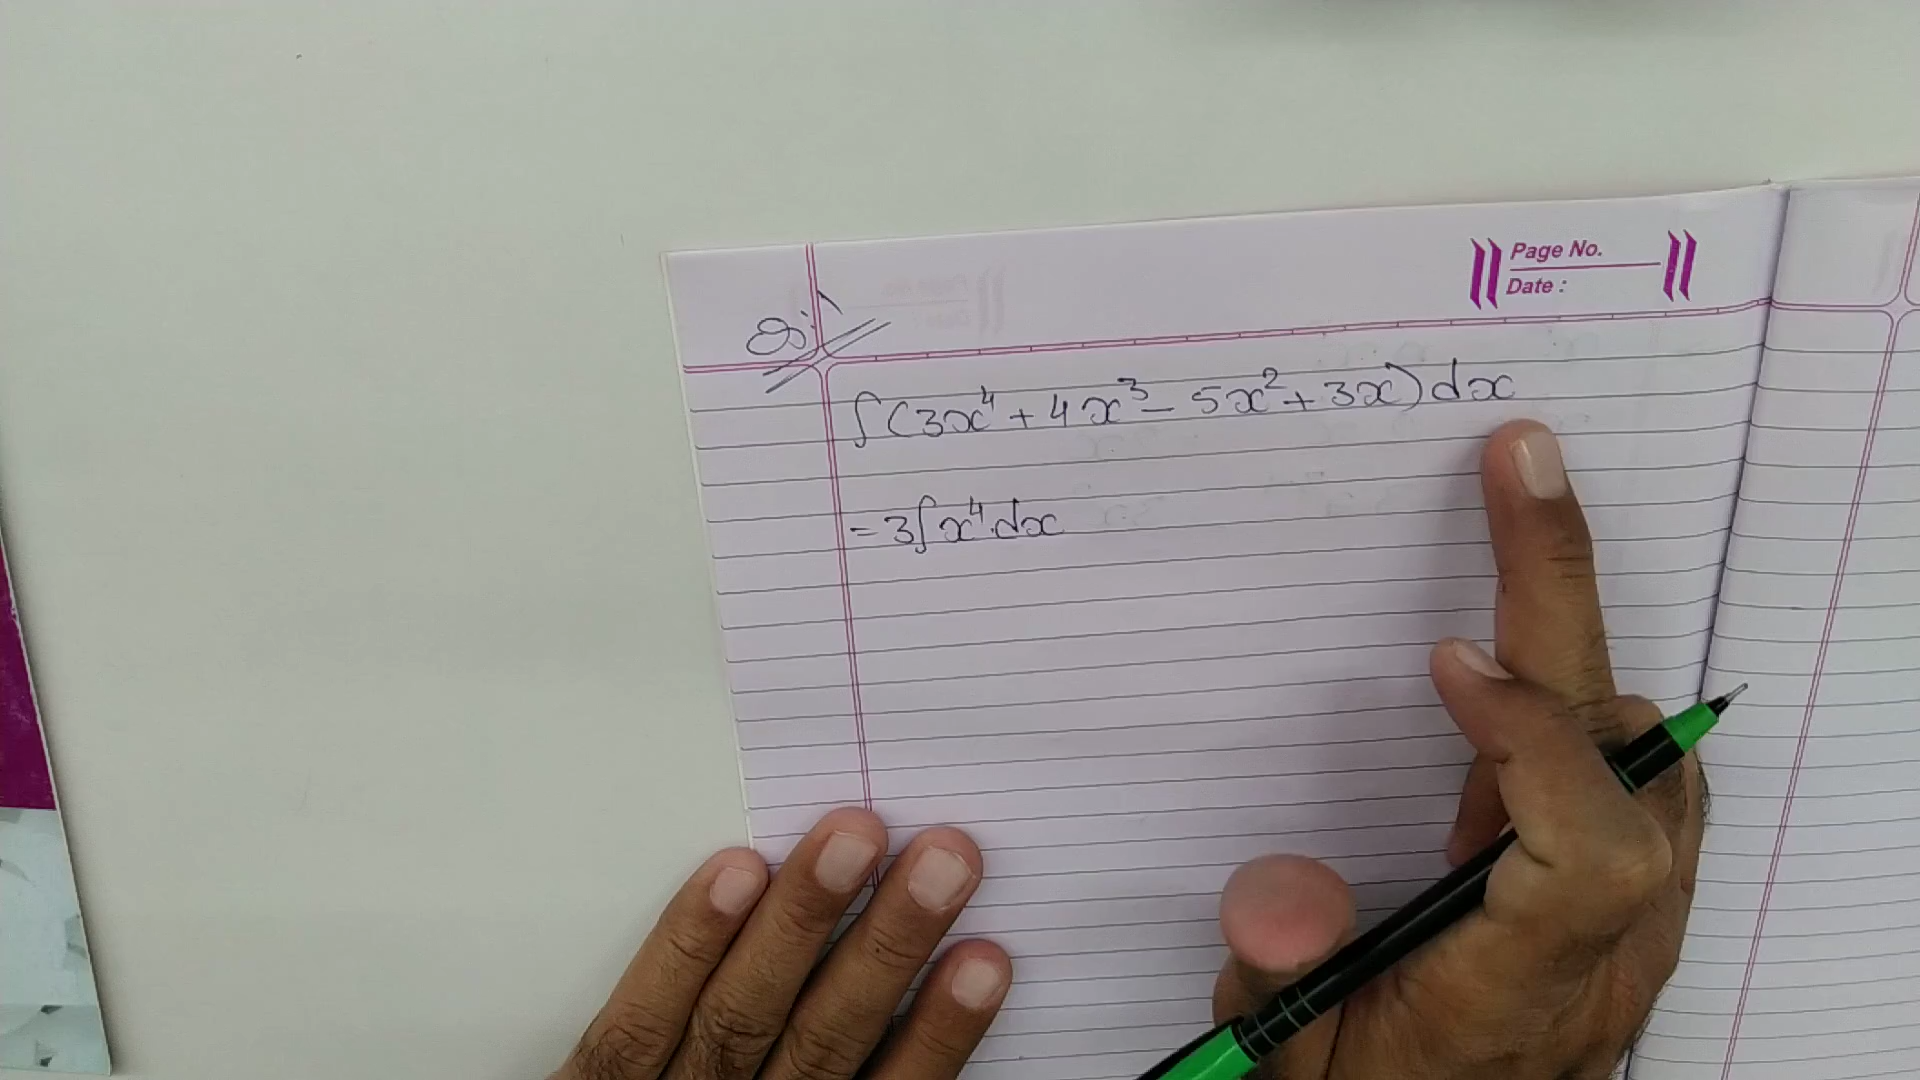 Page No.
Date :
∫(3x⁴ + 4x³ - 5x² + 3x) dx
= 3∫x⁴.dx